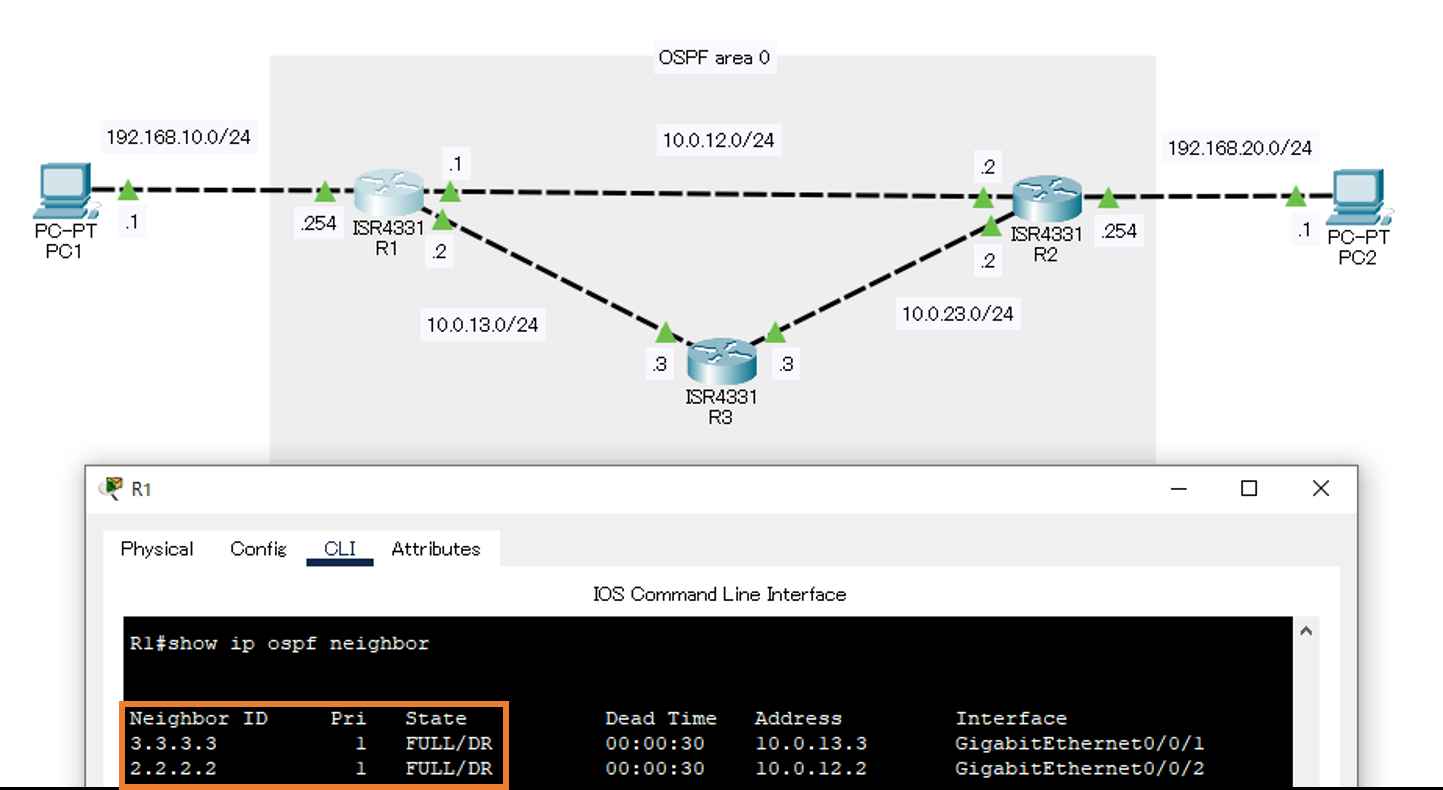 OSPF area 0
192.168.10.0/24
10.0.12.0/24
192.168.20.0/24
.1
.2
.1
.254
ISR4331
R1
.2
ISR4331
R2
.2
.254
.1
PC-PT
PC1
PC-PT
PC2
10.0.13.0/24
10.0.23.0/24
.3
.3
ISR4331
R3
R1
Physical Config CLI Attributes
IOS Command Line Interface
R1#show ip ospf neighbor
Neighbor ID Pri State Dead Time Address Interface
3.3.3.3 1 FULL/DR 00:00:30 10.0.13.3 GigabitEthernet0/0/1
2.2.2.2 1 FULL/DR 00:00:30 10.0.12.2 GigabitEthernet0/0/2